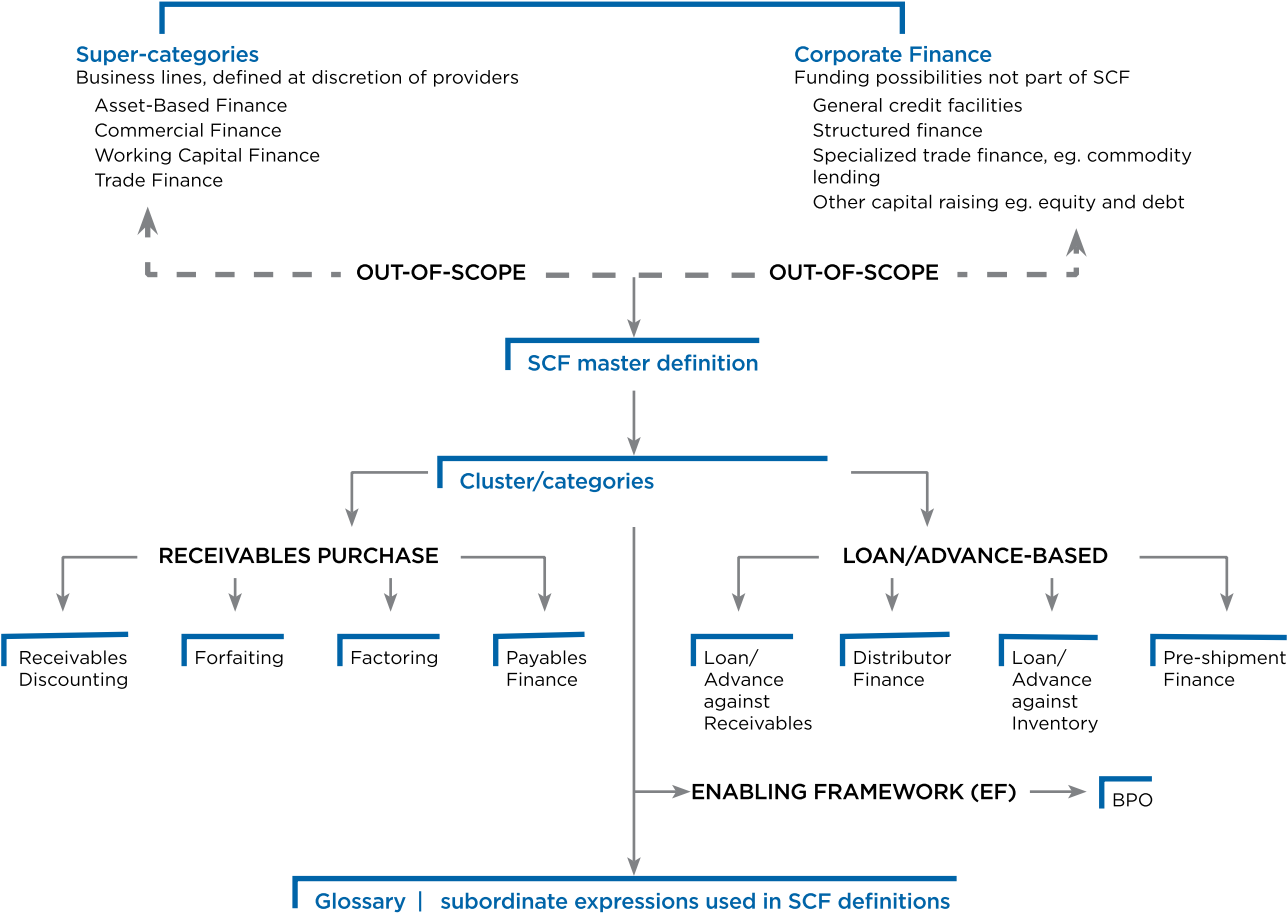 Super-categories
Business lines, defined at discretion of providers
Asset-Based Finance
Commercial Finance
Working Capital Finance
Trade Finance
Corporate Finance
Funding possibilities not part of SCF
General credit facilities
Structured finance
Specialized trade finance, eg. commodity
lending
Other capital raising eg. equity and debt
OUT-OF-SCOPE
OUT-OF-SCOPE
SCF master definition
Cluster/categories
RECEIVABLES PURCHASE
LOAN/ADVANCE-BASED
Receivables
Discounting
Forfaiting
Factoring
Payables
Finance
Loan/
Advance
against
Receivables
Distributor
Finance
Loan/
Advance
against
Inventory
Pre-shipment
Finance
ENABLING FRAMEWORK (EF)
BPO
Glossary | subordinate expressions used in SCF definitions